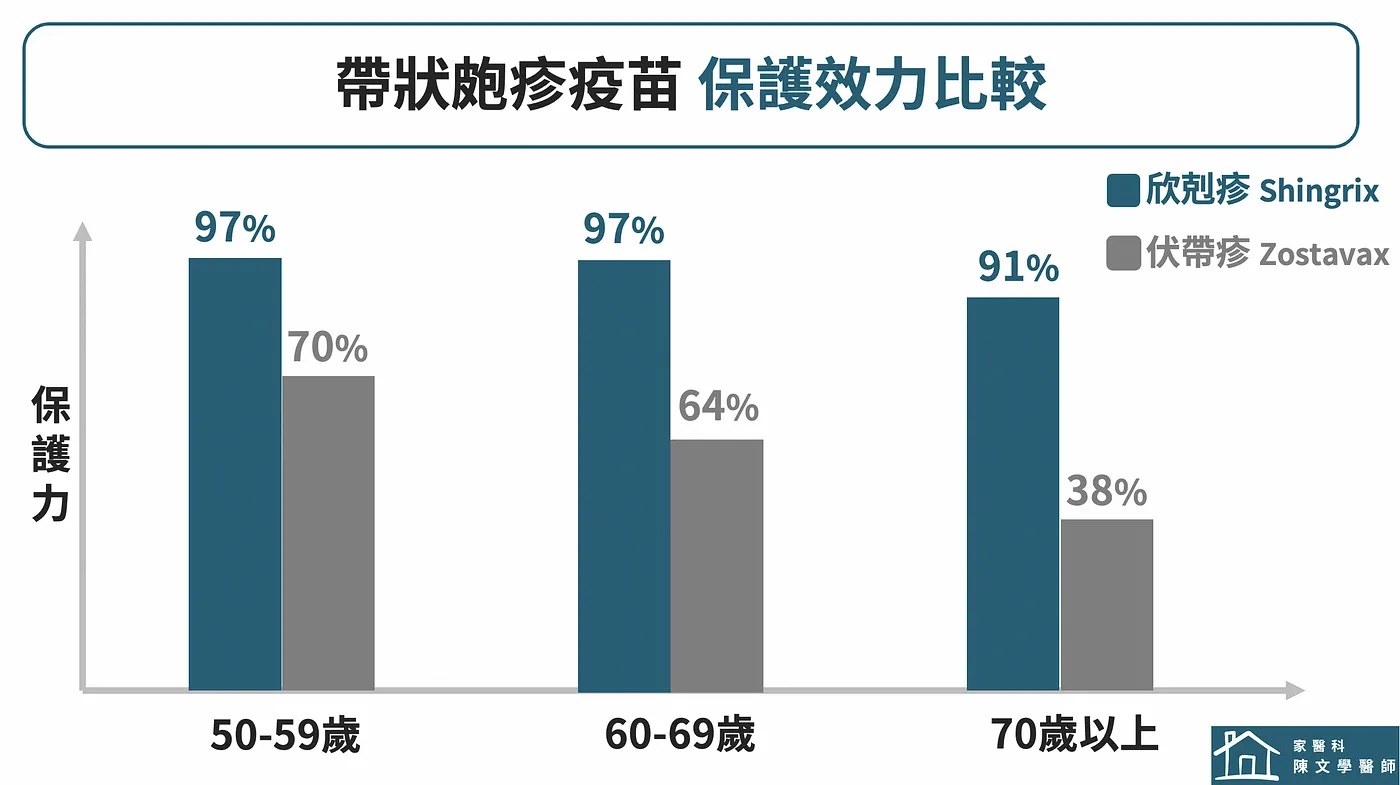 帶狀皰疹疫苗 保護效力比較
欣剋疹 Shingrix
伏帶疹 Zostavax
97%
70%
97%
64%
91%
38%
保護力
50-59歲
60-69歲
70歲以上
家醫科
陳文學醫師